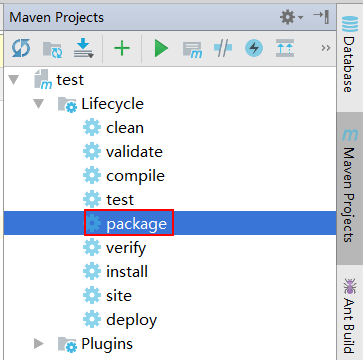 Maven Projects
test
Lifecycle
clean
validate
compile
test
package
verify
install
site
deploy
Plugins
Database
m Maven Projects
Ant Build